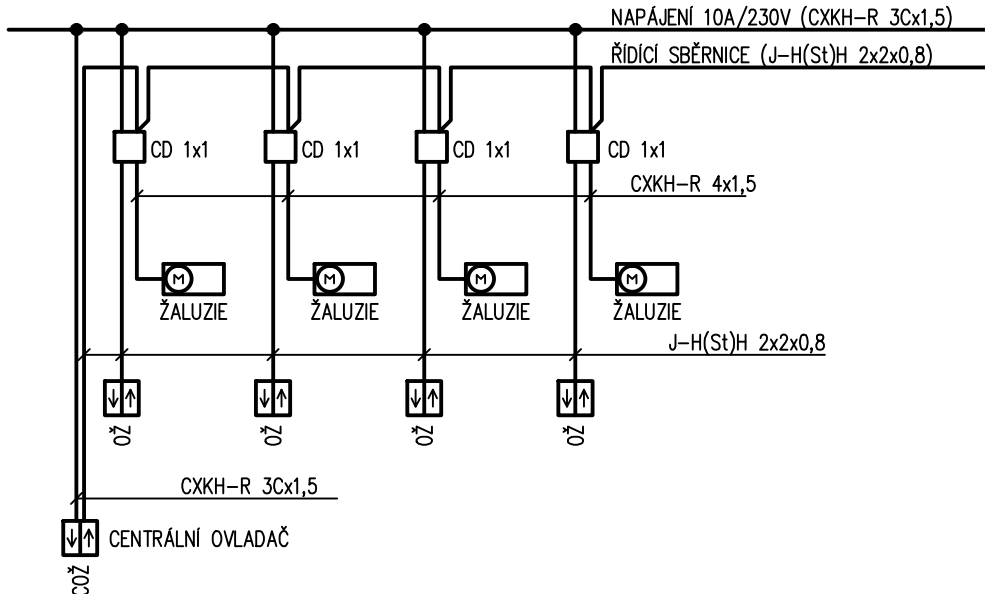 NAPÁJENÍ 10A/230V (CXKH-R 3Cx1,5)
ŘÍDÍCÍ SBĚRNICE (J-H(St)H 2x2x0,8)
CD 1x1 CD 1x1 CD 1x1 CD 1x1
CXKH-R 4x1,5
M M M M
ŽALUZIE ŽALUZIE ŽALUZIE ŽALUZIE
J-H(St)H 2x2x0,8
OŽ OŽ OŽ OŽ
CXKH-R 3Cx1,5
CENTRÁLNÍ OVLADAČ
COŽ